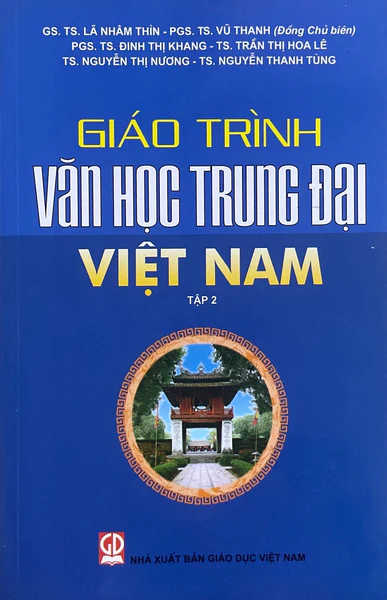 GS. TS. LÃ NHÂM THÌN - PGS. TS. VŨ THANH (Đồng Chủ biên)
PGS. TS. ĐINH THỊ KHANG - TS. TRẦN THỊ HOA LÊ
TS. NGUYỄN THỊ NƯƠNG - TS. NGUYỄN THANH TÙNG
GIÁO TRÌNH
VĂN HỌC TRUNG ĐẠI
VIỆT NAM
TẬP 2
GD
NHÀ XUẤT BẢN GIÁO DỤC VIỆT NAM